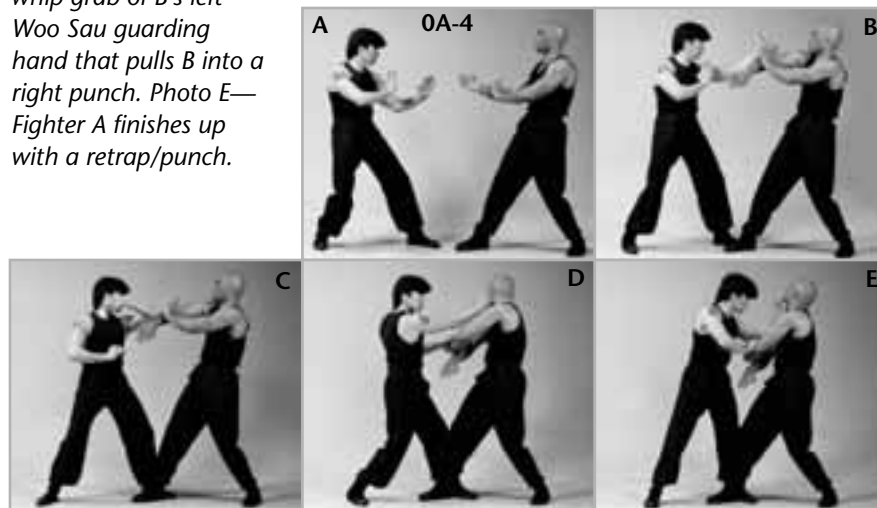 whip grab of B's left
Woo Sau guarding
hand that pulls B into a
right punch. Photo E—
Fighter A finishes up
with a retrap/punch.
A 0A-4 B
C D E